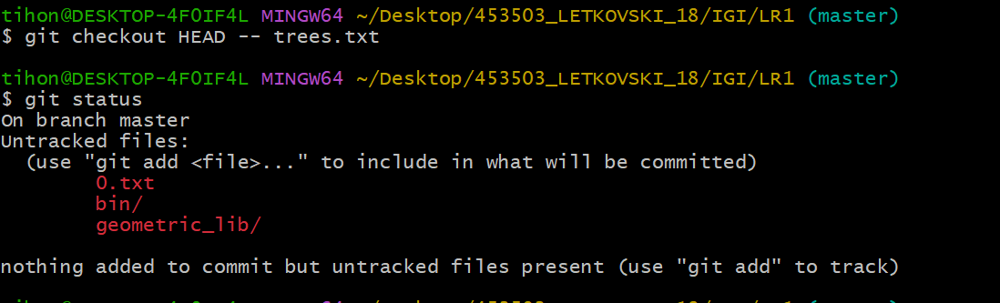 tihon@DESKTOP-4F0IF4L MINGW64 ~/Desktop/453503_LETKOVSKI_18/IGI/LR1 (master)
$ git checkout HEAD -- trees.txt
tihon@DESKTOP-4F0IF4L MINGW64 ~/Desktop/453503_LETKOVSKI_18/IGI/LR1 (master)
$ git status
On branch master
Untracked files:
  (use "git add <file>..." to include in what will be committed)
        0.txt
        bin/
        geometric_lib/
nothing added to commit but untracked files present (use "git add" to track)